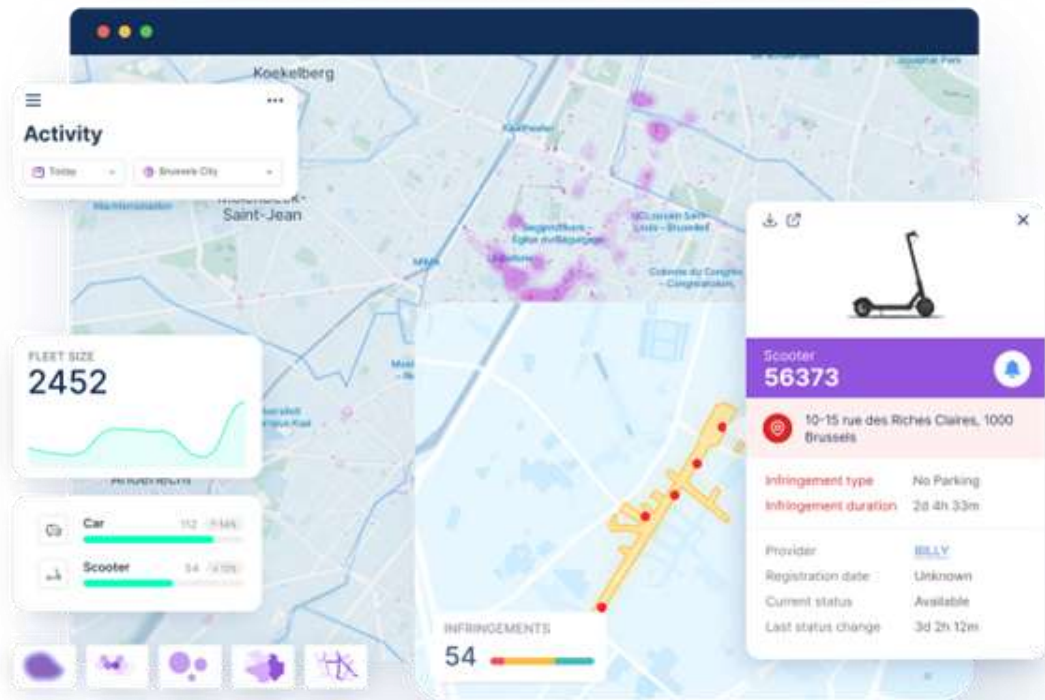 Koekelberg
Activity
Today
Brussels City
Saint-Jean
FLEET SIZE
2452
Car 112
Scooter 54
INFRINGEMENTS
54
Scooter
56373
10-15 rue des Riches Claires, 1000
Brussels
Infringement type No Parking
Infringement duration 2d 4h 33m
Provider BILLY
Registration date Unknown
Current status Available
Last status change 3d 2h 12m